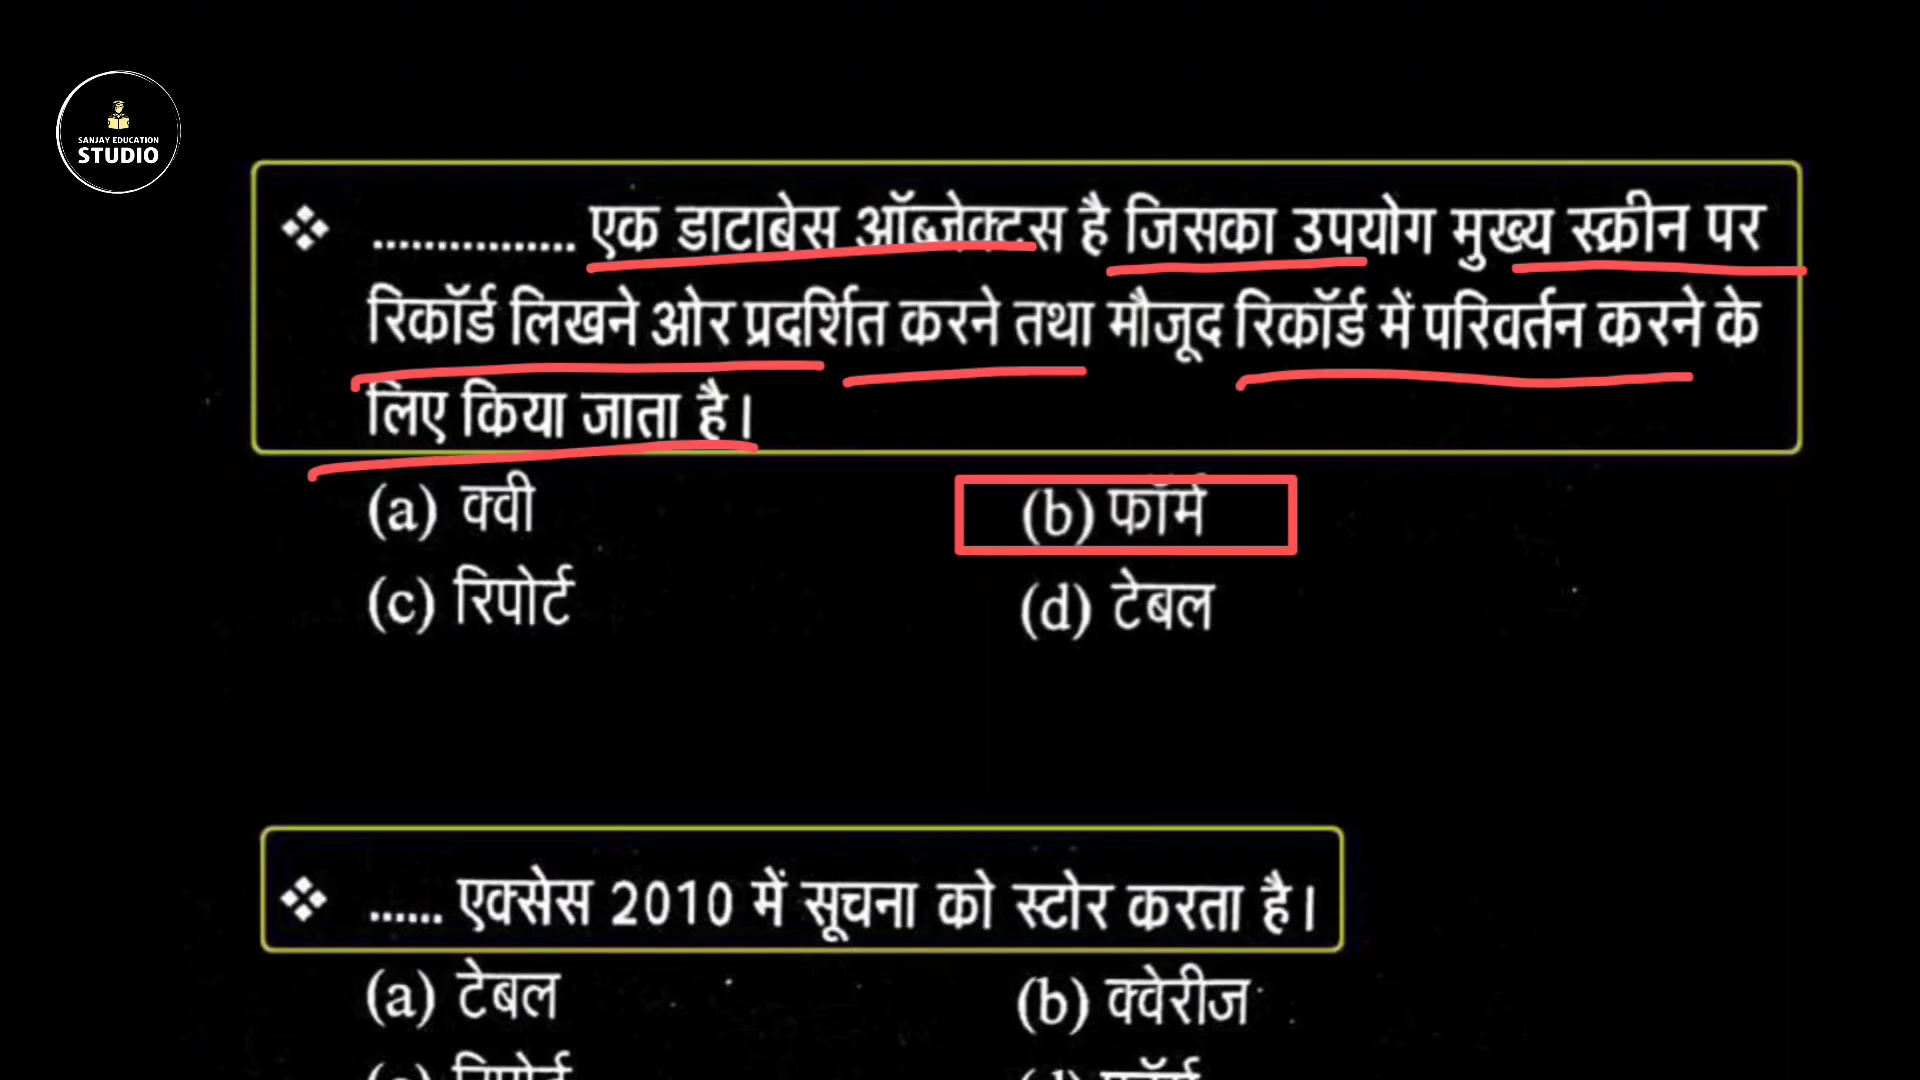 SANJAY EDUCATION
STUDIO
❖ ................ एक डाटाबेस ऑब्जेक्टस है जिसका उपयोग मुख्य स्क्रीन पर
रिकॉर्ड लिखने ओर प्रदर्शित करने तथा मौजूद रिकॉर्ड में परिवर्तन करने के
लिए किया जाता है।
(a) क्वी (b) फॉर्म
(c) रिपोर्ट (d) टेबल
❖ ...... एक्सेस 2010 में सूचना को स्टोर करता है।
(a) टेबल (b) क्वेरीज